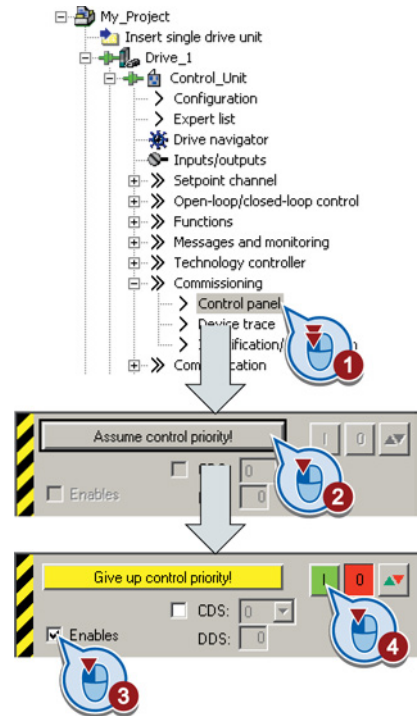 My_Project
Insert single drive unit
Drive_1
Control_Unit
Configuration
Expert list
Drive navigator
Inputs/outputs
Setpoint channel
Open-loop/closed-loop control
Functions
Messages and monitoring
Technology controller
Commissioning
Control panel
1
Device trace
Assume control priority!
I 0
0
Enables
0
2
Give up control priority!
I 0
CDS: 0
Enables
DDS: 0
3
4